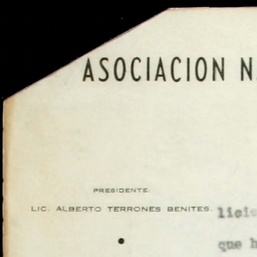 ASOCIACION N
PRESIDENTE.
LIC. ALBERTO TERRONES BENITES.
que h